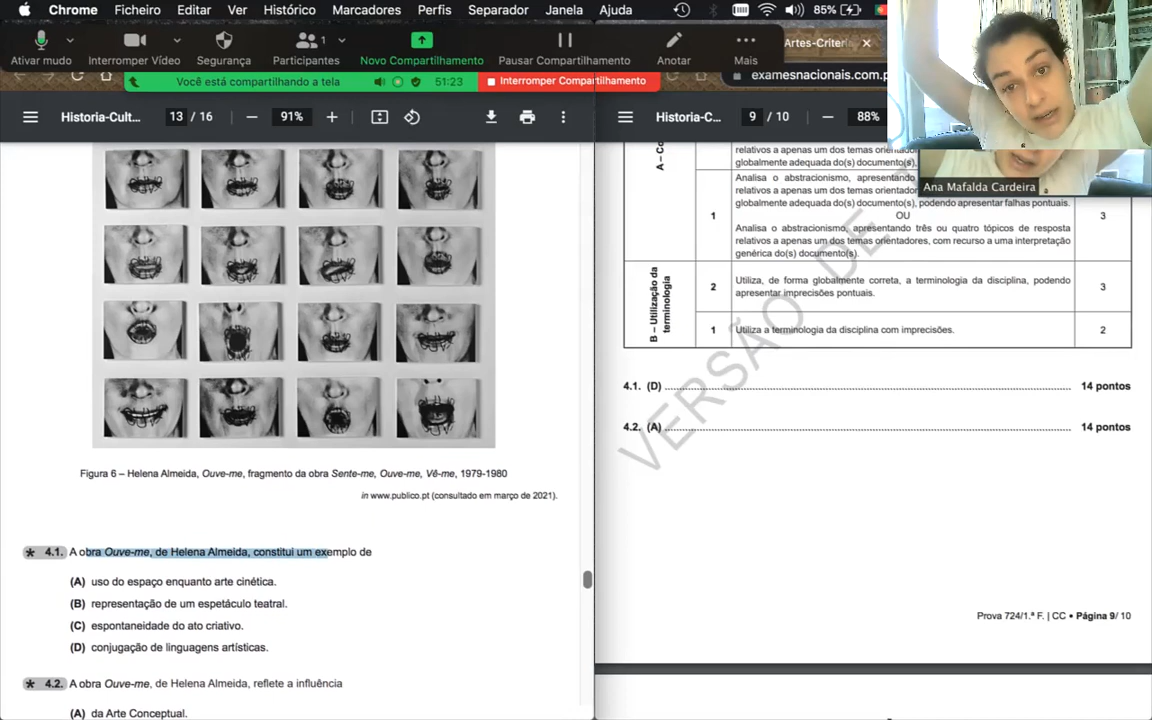 Chrome Ficheiro Editar Ver Histórico Marcadores Perfis Separador Janela Ajuda 85%
Ativar mudo
Interromper Vídeo
Segurança
Participantes 1
Novo Compartilhamento
Pausar Compartilhamento
Anotar
Mais
Você está compartilhando a tela 51:23 Interromper Compartilhamento
Historia-Cult... 13 / 16 91%
Figura 6 – Helena Almeida, Ouve-me, fragmento da obra Sente-me, Ouve-me, Vê-me, 1979-1980
in www.publico.pt (consultado em março de 2021).
* 4.1. A obra Ouve-me, de Helena Almeida, constitui um exemplo de
(A) uso do espaço enquanto arte cinética.
(B) representação de um espetáculo teatral.
(C) espontaneidade do ato criativo.
(D) conjugação de linguagens artísticas.
* 4.2. A obra Ouve-me, de Helena Almeida, reflete a influência
(A) da Arte Conceptual.
Artes-Criter
examesnacionais.com.p
Historia-C... 9 / 10 88%
Ana Mafalda Cardeira
relativos a apenas um dos temas
globalmente adequada do(s) documento(s),
1
Analisa o abstracionismo, apresentando
relativos a apenas um dos temas
globalmente adequada do(s) documento(s), podendo apresentar falhas pontuais.
OU
Analisa o abstracionismo, apresentando três ou quatro tópicos de resposta
relativos a apenas um dos temas orientadores, com recurso a uma interpretação
genérica do(s) documento(s).
3
B – Utilização da
terminologia
2
Utiliza, de forma globalmente correta, a terminologia da disciplina, podendo
apresentar imprecisões pontuais.
3
1 Utiliza a terminologia da disciplina com imprecisões. 2
4.1. (D) ........ 14 pontos
4.2. (A) ........ 14 pontos
VERSÃO DE
Prova 724/1.ª F. | CC • Página 9/ 10